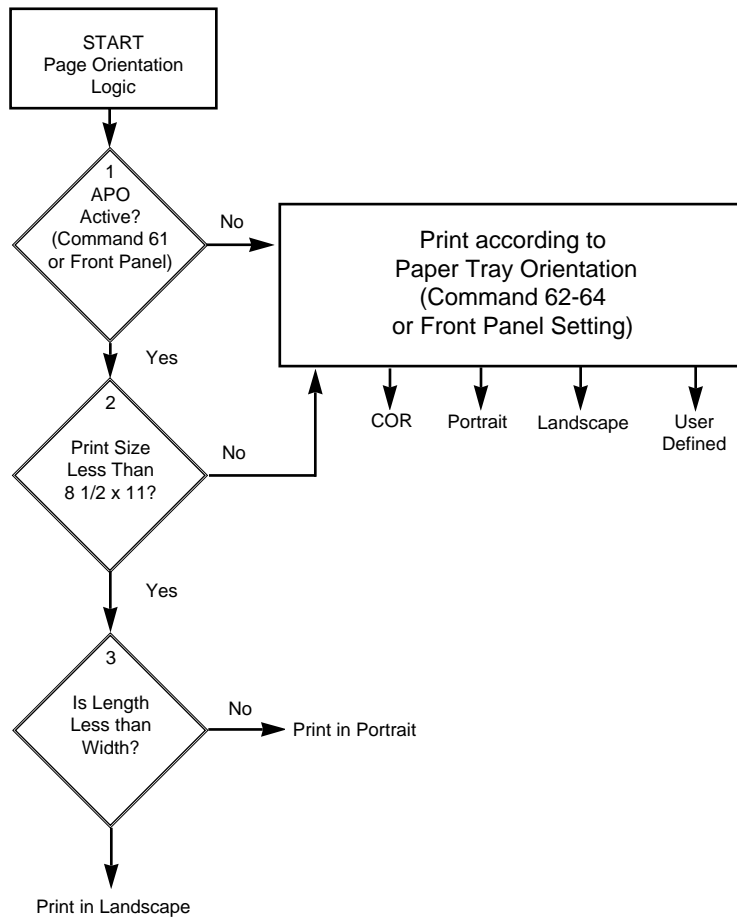 START
Page Orientation
Logic
1
APO
Active?
(Command 61
or Front Panel)
No
Print according to
Paper Tray Orientation
(Command 62-64
or Front Panel Setting)
Yes
COR
Portrait
Landscape
User
Defined
2
Print Size
Less Than
8 1/2 x 11?
No
Yes
3
Is Length
Less than
Width?
No
Print in Portrait
Print in Landscape